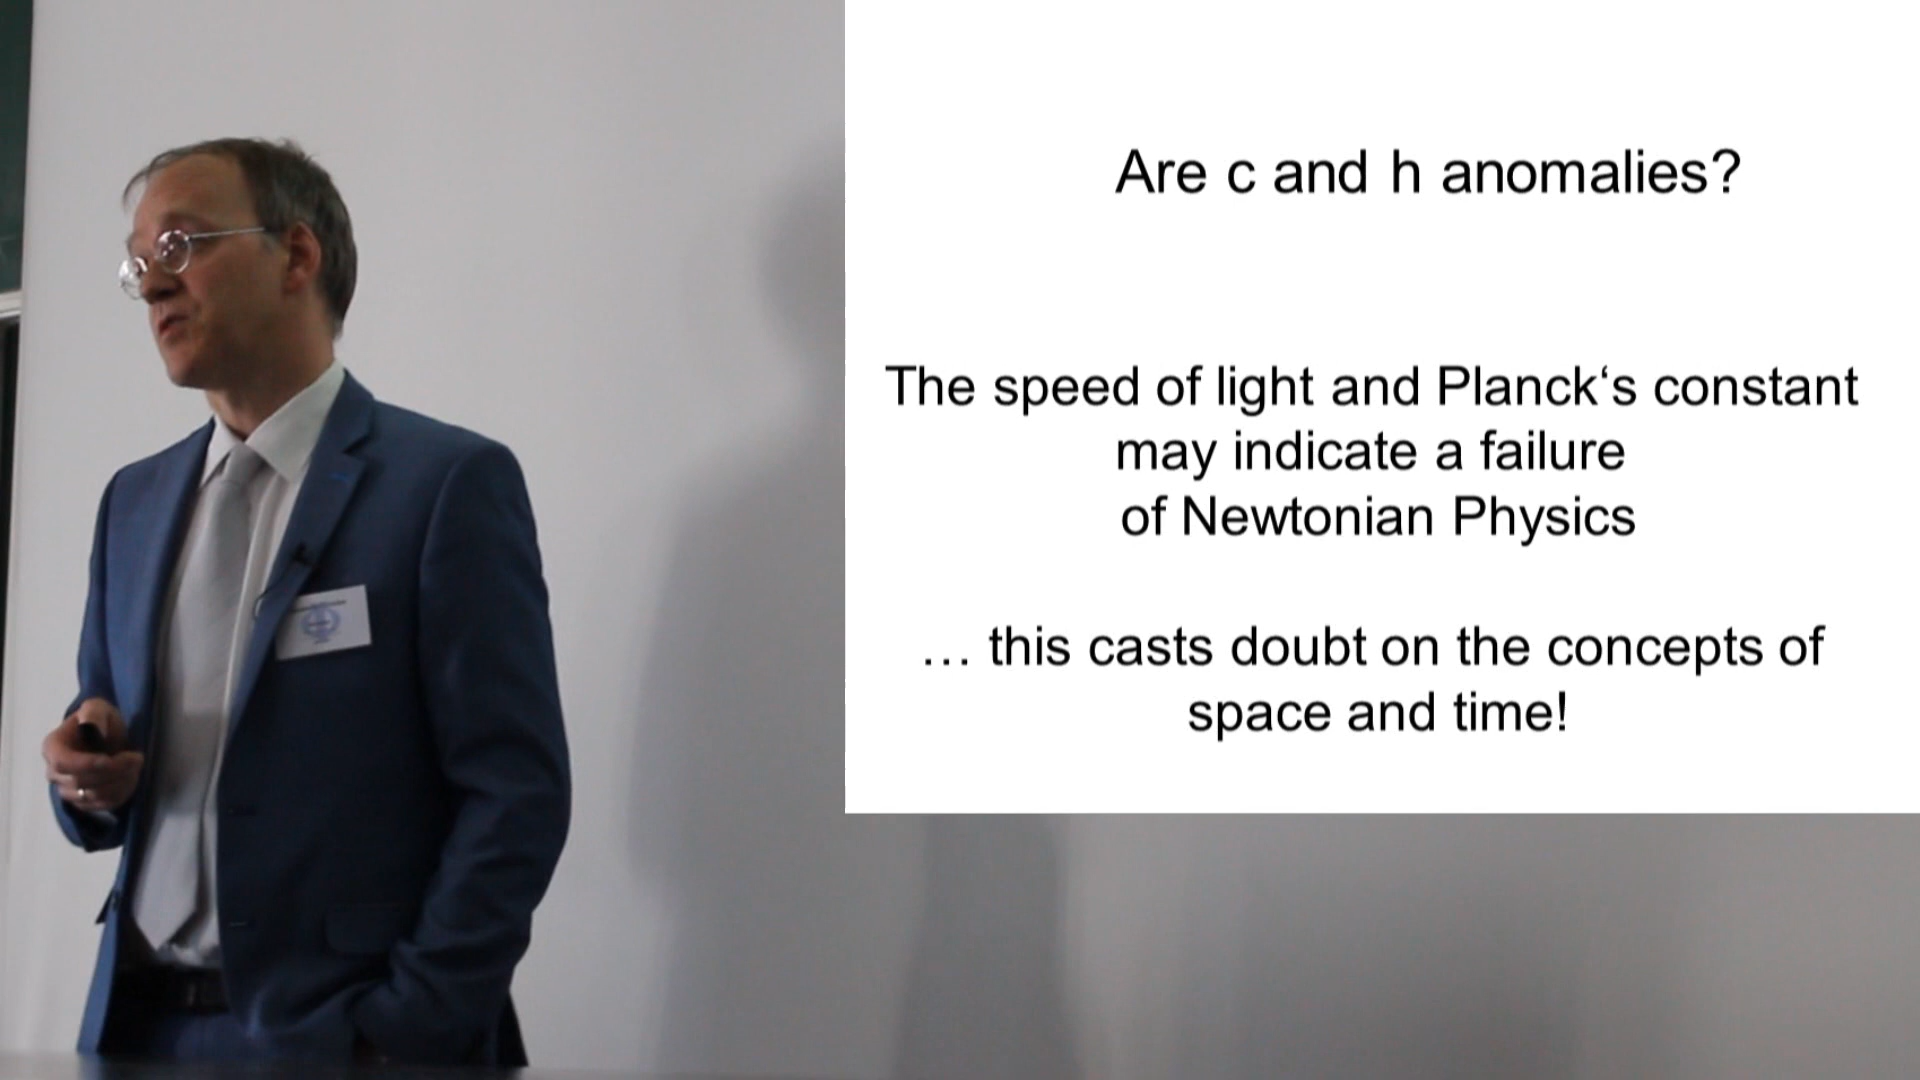 Are c and h anomalies?
The speed of light and Planck‘s constant
may indicate a failure
of Newtonian Physics
… this casts doubt on the concepts of
space and time!